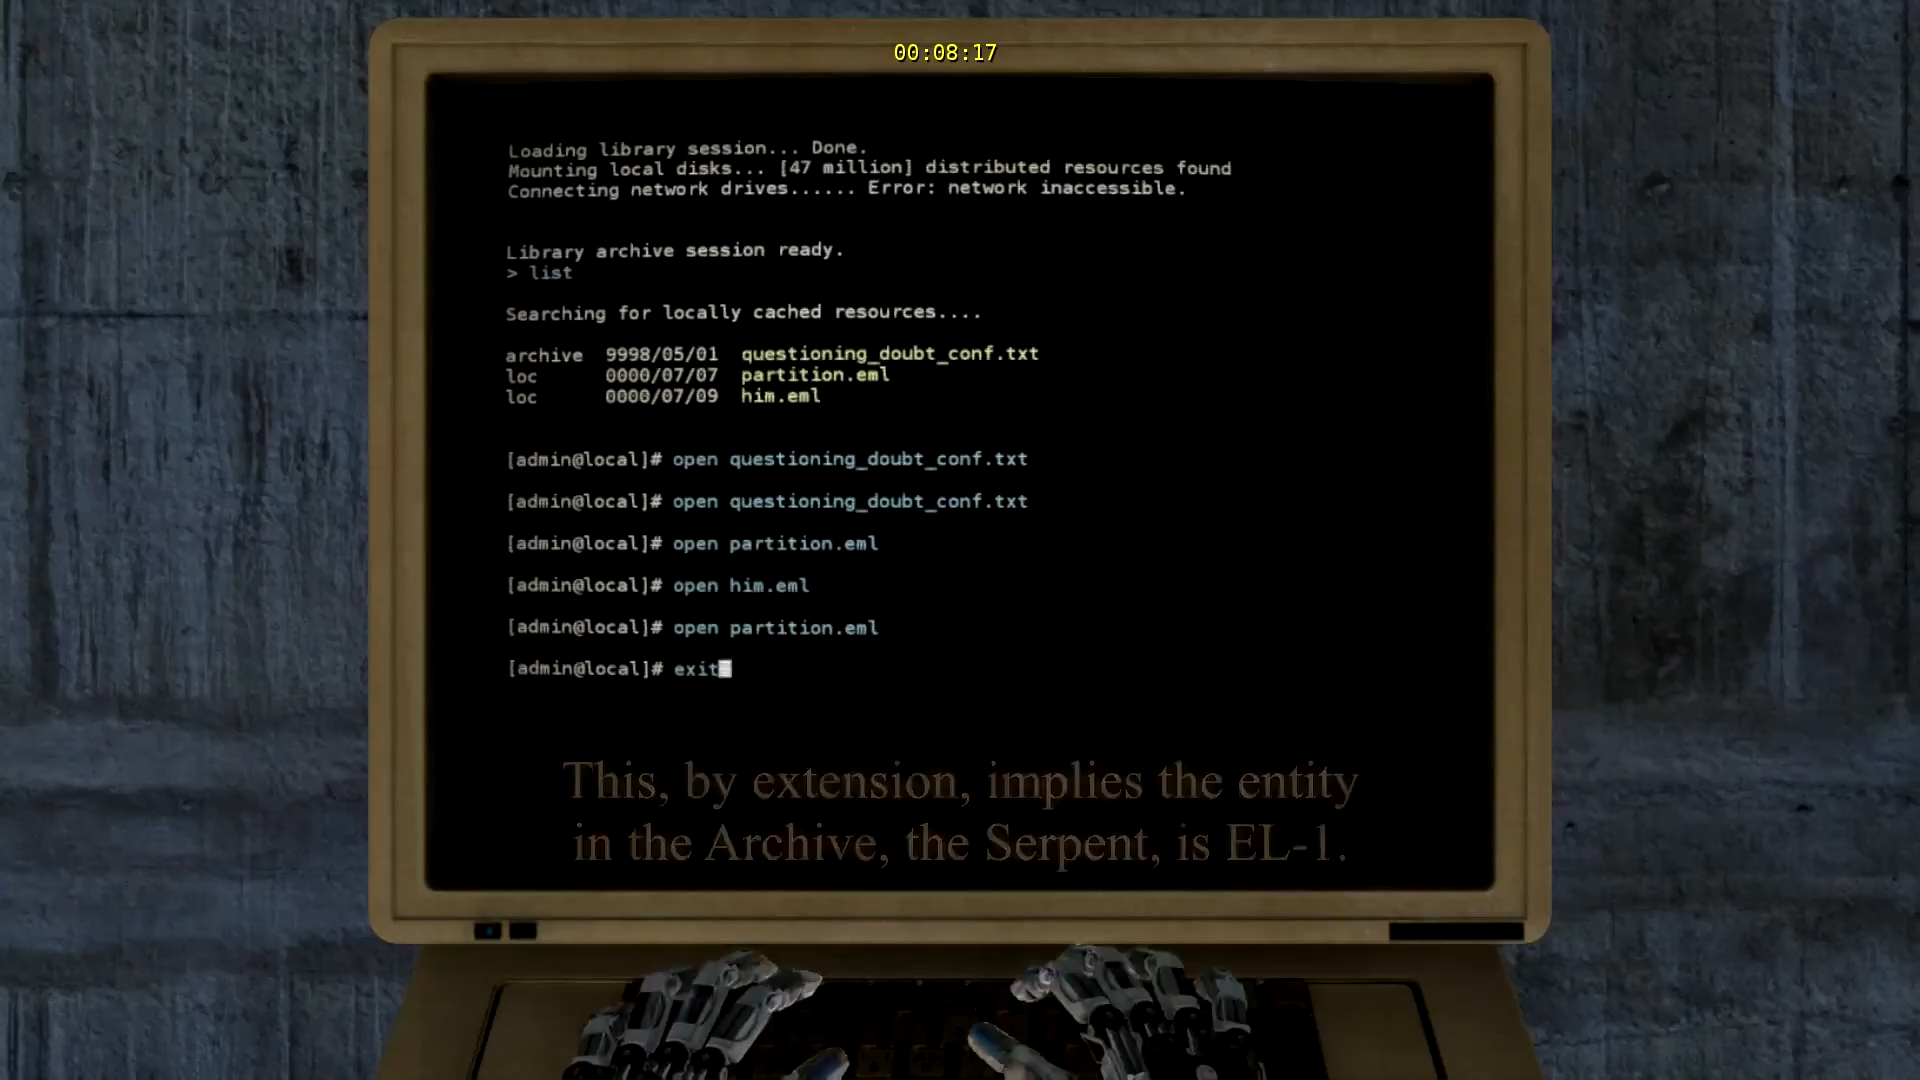 00:08:17
Loading library session... Done.
Mounting local disks... [47 million] distributed resources found
Connecting network drives...... Error: network inaccessible.
Library archive session ready.
> list
Searching for locally cached resources....
archive 9998/05/01 questioning_doubt_conf.txt
loc 0000/07/07 partition.eml
loc 0000/07/09 him.eml
[admin@local]# open questioning_doubt_conf.txt
[admin@local]# open questioning_doubt_conf.txt
[admin@local]# open partition.eml
[admin@local]# open him.eml
[admin@local]# open partition.eml
[admin@local]# exit
This, by extension, implies the entity
in the Archive, the Serpent, is EL-1.